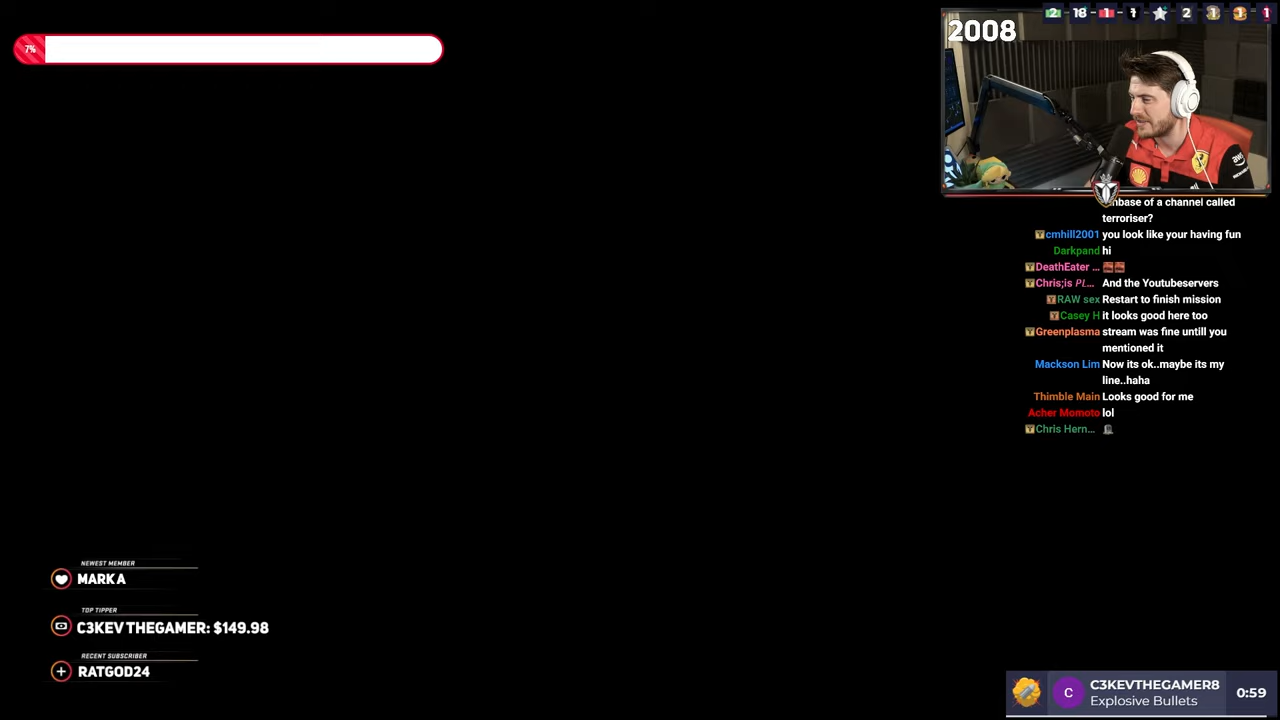 2 18 1 1 2 1 1 1
2008
7%
base of a channel called
terroriser?
cmhill2001 you look like your having fun
Darkpand hi
DeathEater ...
Chris;is PL... And the Youtubeservers
RAW sex Restart to finish mission
Casey H it looks good here too
Greenplasma stream was fine untill you
mentioned it
Mackson Lim Now its ok..maybe its my
line..haha
Thimble Main Looks good for me
Acher Momoto lol
Chris Hern...
NEWEST MEMBER
MARKA
TOP TIPPER
C3KEV THEGAMER: $149.98
RECENT SUBSCRIBER
RATGOD24
C C3KEVTHEGAMER8
Explosive Bullets
0:59